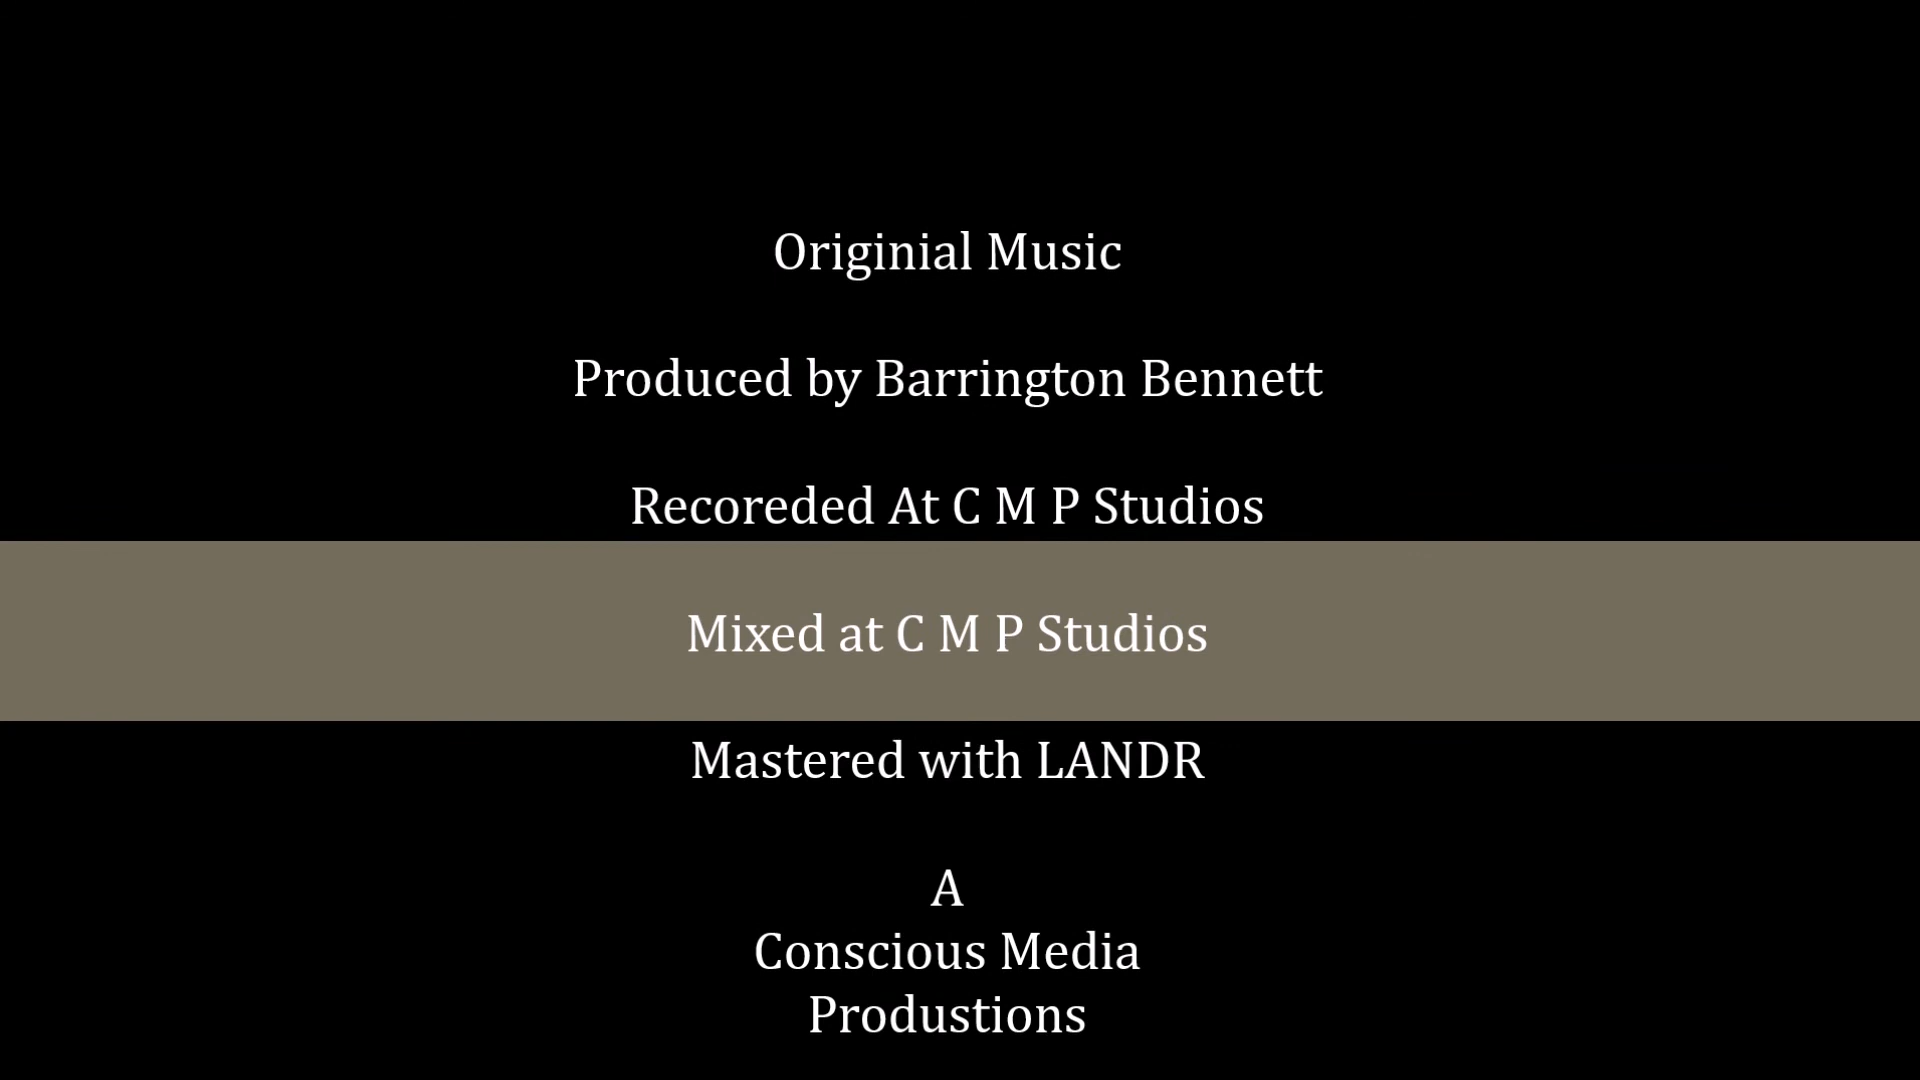 Originial Music
Produced by Barrington Bennett
Recoreded At C M P Studios
Mixed at C M P Studios
Mastered with LANDR
A
Conscious Media
Produstions